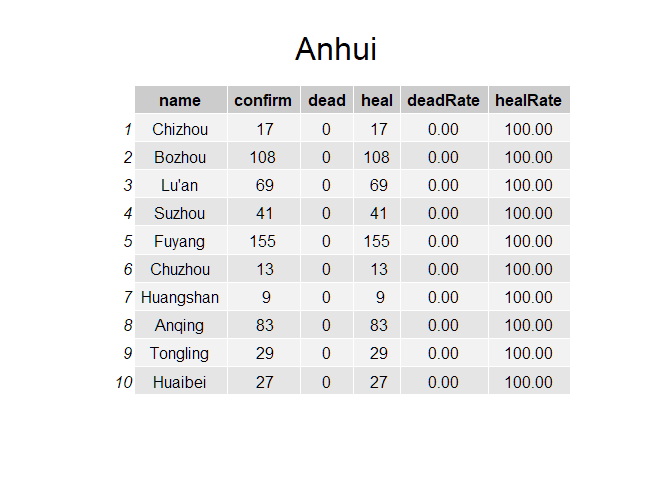 Anhui
name confirm dead heal deadRate healRate
1 Chizhou 17 0 17 0.00 100.00
2 Bozhou 108 0 108 0.00 100.00
3 Lu'an 69 0 69 0.00 100.00
4 Suzhou 41 0 41 0.00 100.00
5 Fuyang 155 0 155 0.00 100.00
6 Chuzhou 13 0 13 0.00 100.00
7 Huangshan 9 0 9 0.00 100.00
8 Anqing 83 0 83 0.00 100.00
9 Tongling 29 0 29 0.00 100.00
10 Huaibei 27 0 27 0.00 100.00